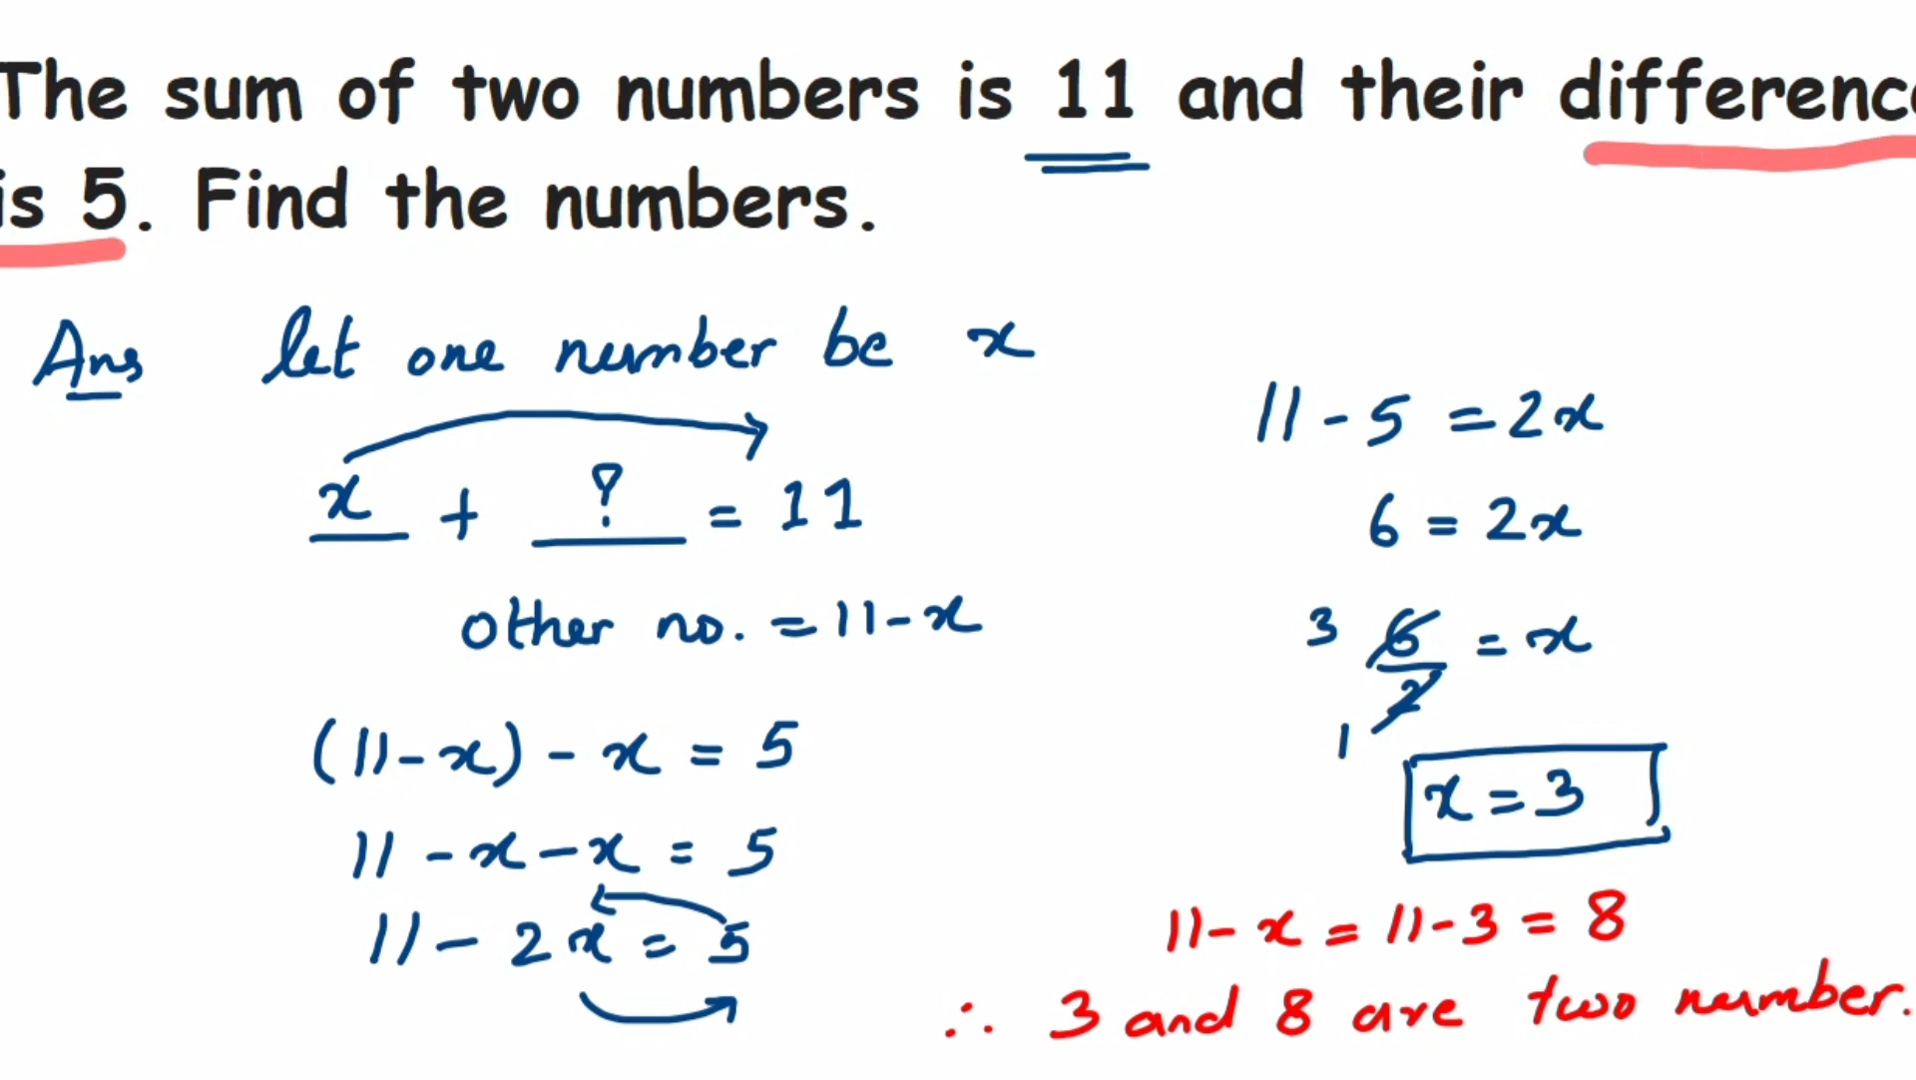 The sum of two numbers is 11 and their difference
is 5. Find the numbers.
Ans let one number be x
x + ? = 11
other no. = 11 - x
(11 - x) - x = 5
11 - x - x = 5
11 - 2x = 5
11 - 5 = 2x
6 = 2x
3 6/2 = x
1
x = 3
11 - x = 11 - 3 = 8
∴ 3 and 8 are two number.